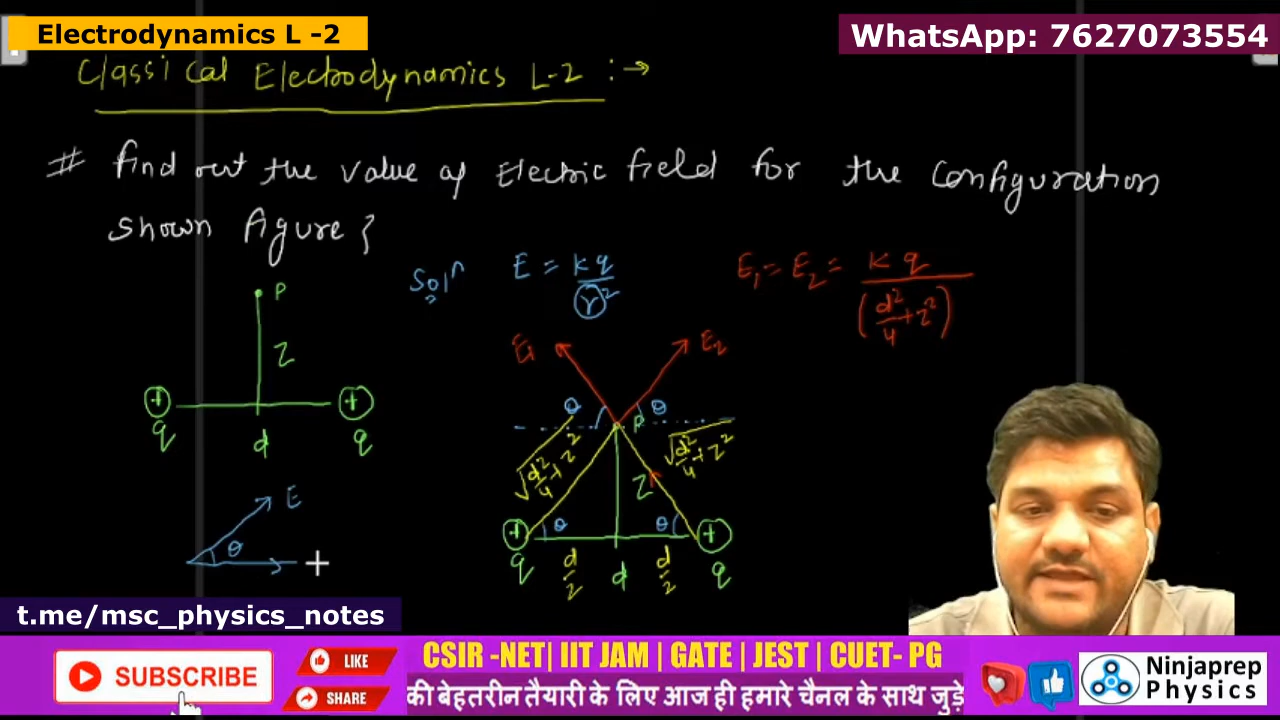 Electrodynamics L -2
WhatsApp: 7627073554
Classical Electrodynamics L-2 :→
# find out the value of Electric field for the configuration
shown figure }
Solⁿ
E = kq/r²
E₁ = E₂ = kq/(d²/4+z²)
P
Z
+
+
q
d
q
E
θ
E₁
E₂
θ
θ
P
√d²/4+z²
√d²/4+z²
Z
+
θ
θ
+
q
d/2
d
d/2
q
t.me/msc_physics_notes
SUBSCRIBE
LIKE
SHARE
CSIR -NET| IIT JAM | GATE | JEST | CUET- PG
की बेहतरीन तैयारी के लिए आज ही हमारे चैनल के साथ जुड़े
Ninjaprep
Physics